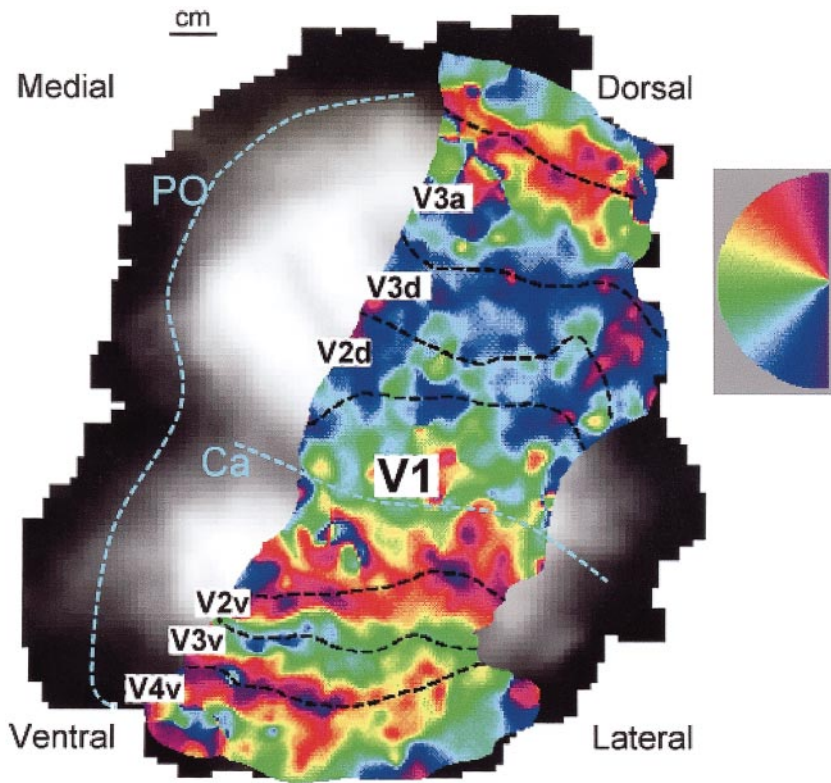 cm
Medial
Dorsal
PO
V3a
V3d
V2d
Ca
V1
V2v
V3v
V4v
Ventral
Lateral